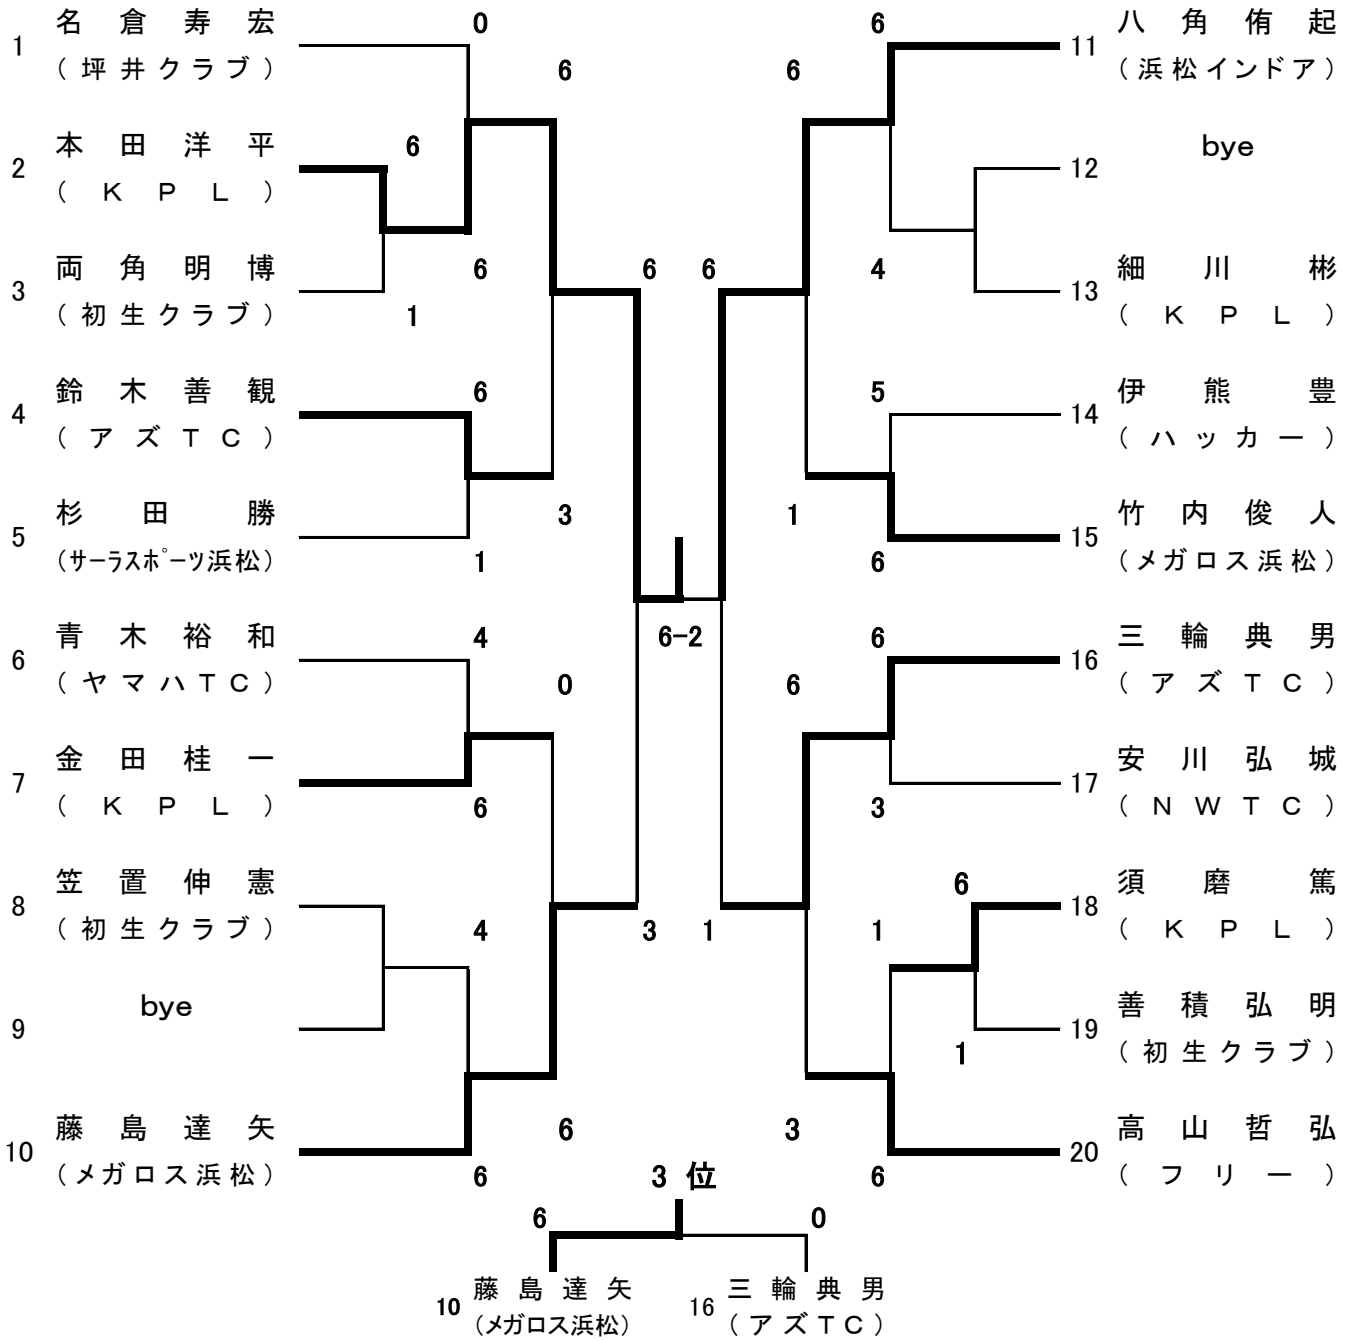 1 名倉寿宏
(坪井クラブ)
2 本田洋平
(KPL)
3 両角明博
(初生クラブ)
4 鈴木善観
(アズTC)
5 杉田勝
(サーラスポーツ浜松)
6 青木裕和
(ヤマハTC)
7 金田桂一
(KPL)
8 笠置伸憲
(初生クラブ)
9 bye
10 藤島達矢
(メガロス浜松)
0
6
6
6
1
6
1
3
4
0
6
4
6
6
6
3
6-2
6
1
6
6
4
5
1
6
6
6
3
6
1
1
3
6
11 八角侑起
(浜松インドア)
12 bye
13 細川彬
(KPL)
14 伊熊豊
(ハッカー)
15 竹内俊人
(メガロス浜松)
16 三輪典男
(アズTC)
17 安川弘城
(NWTC)
18 須磨篤
(KPL)
19 善積弘明
(初生クラブ)
20 高山哲弘
(フリー)
3位
6 0
10 藤島達矢
(メガロス浜松)
16 三輪典男
(アズTC)